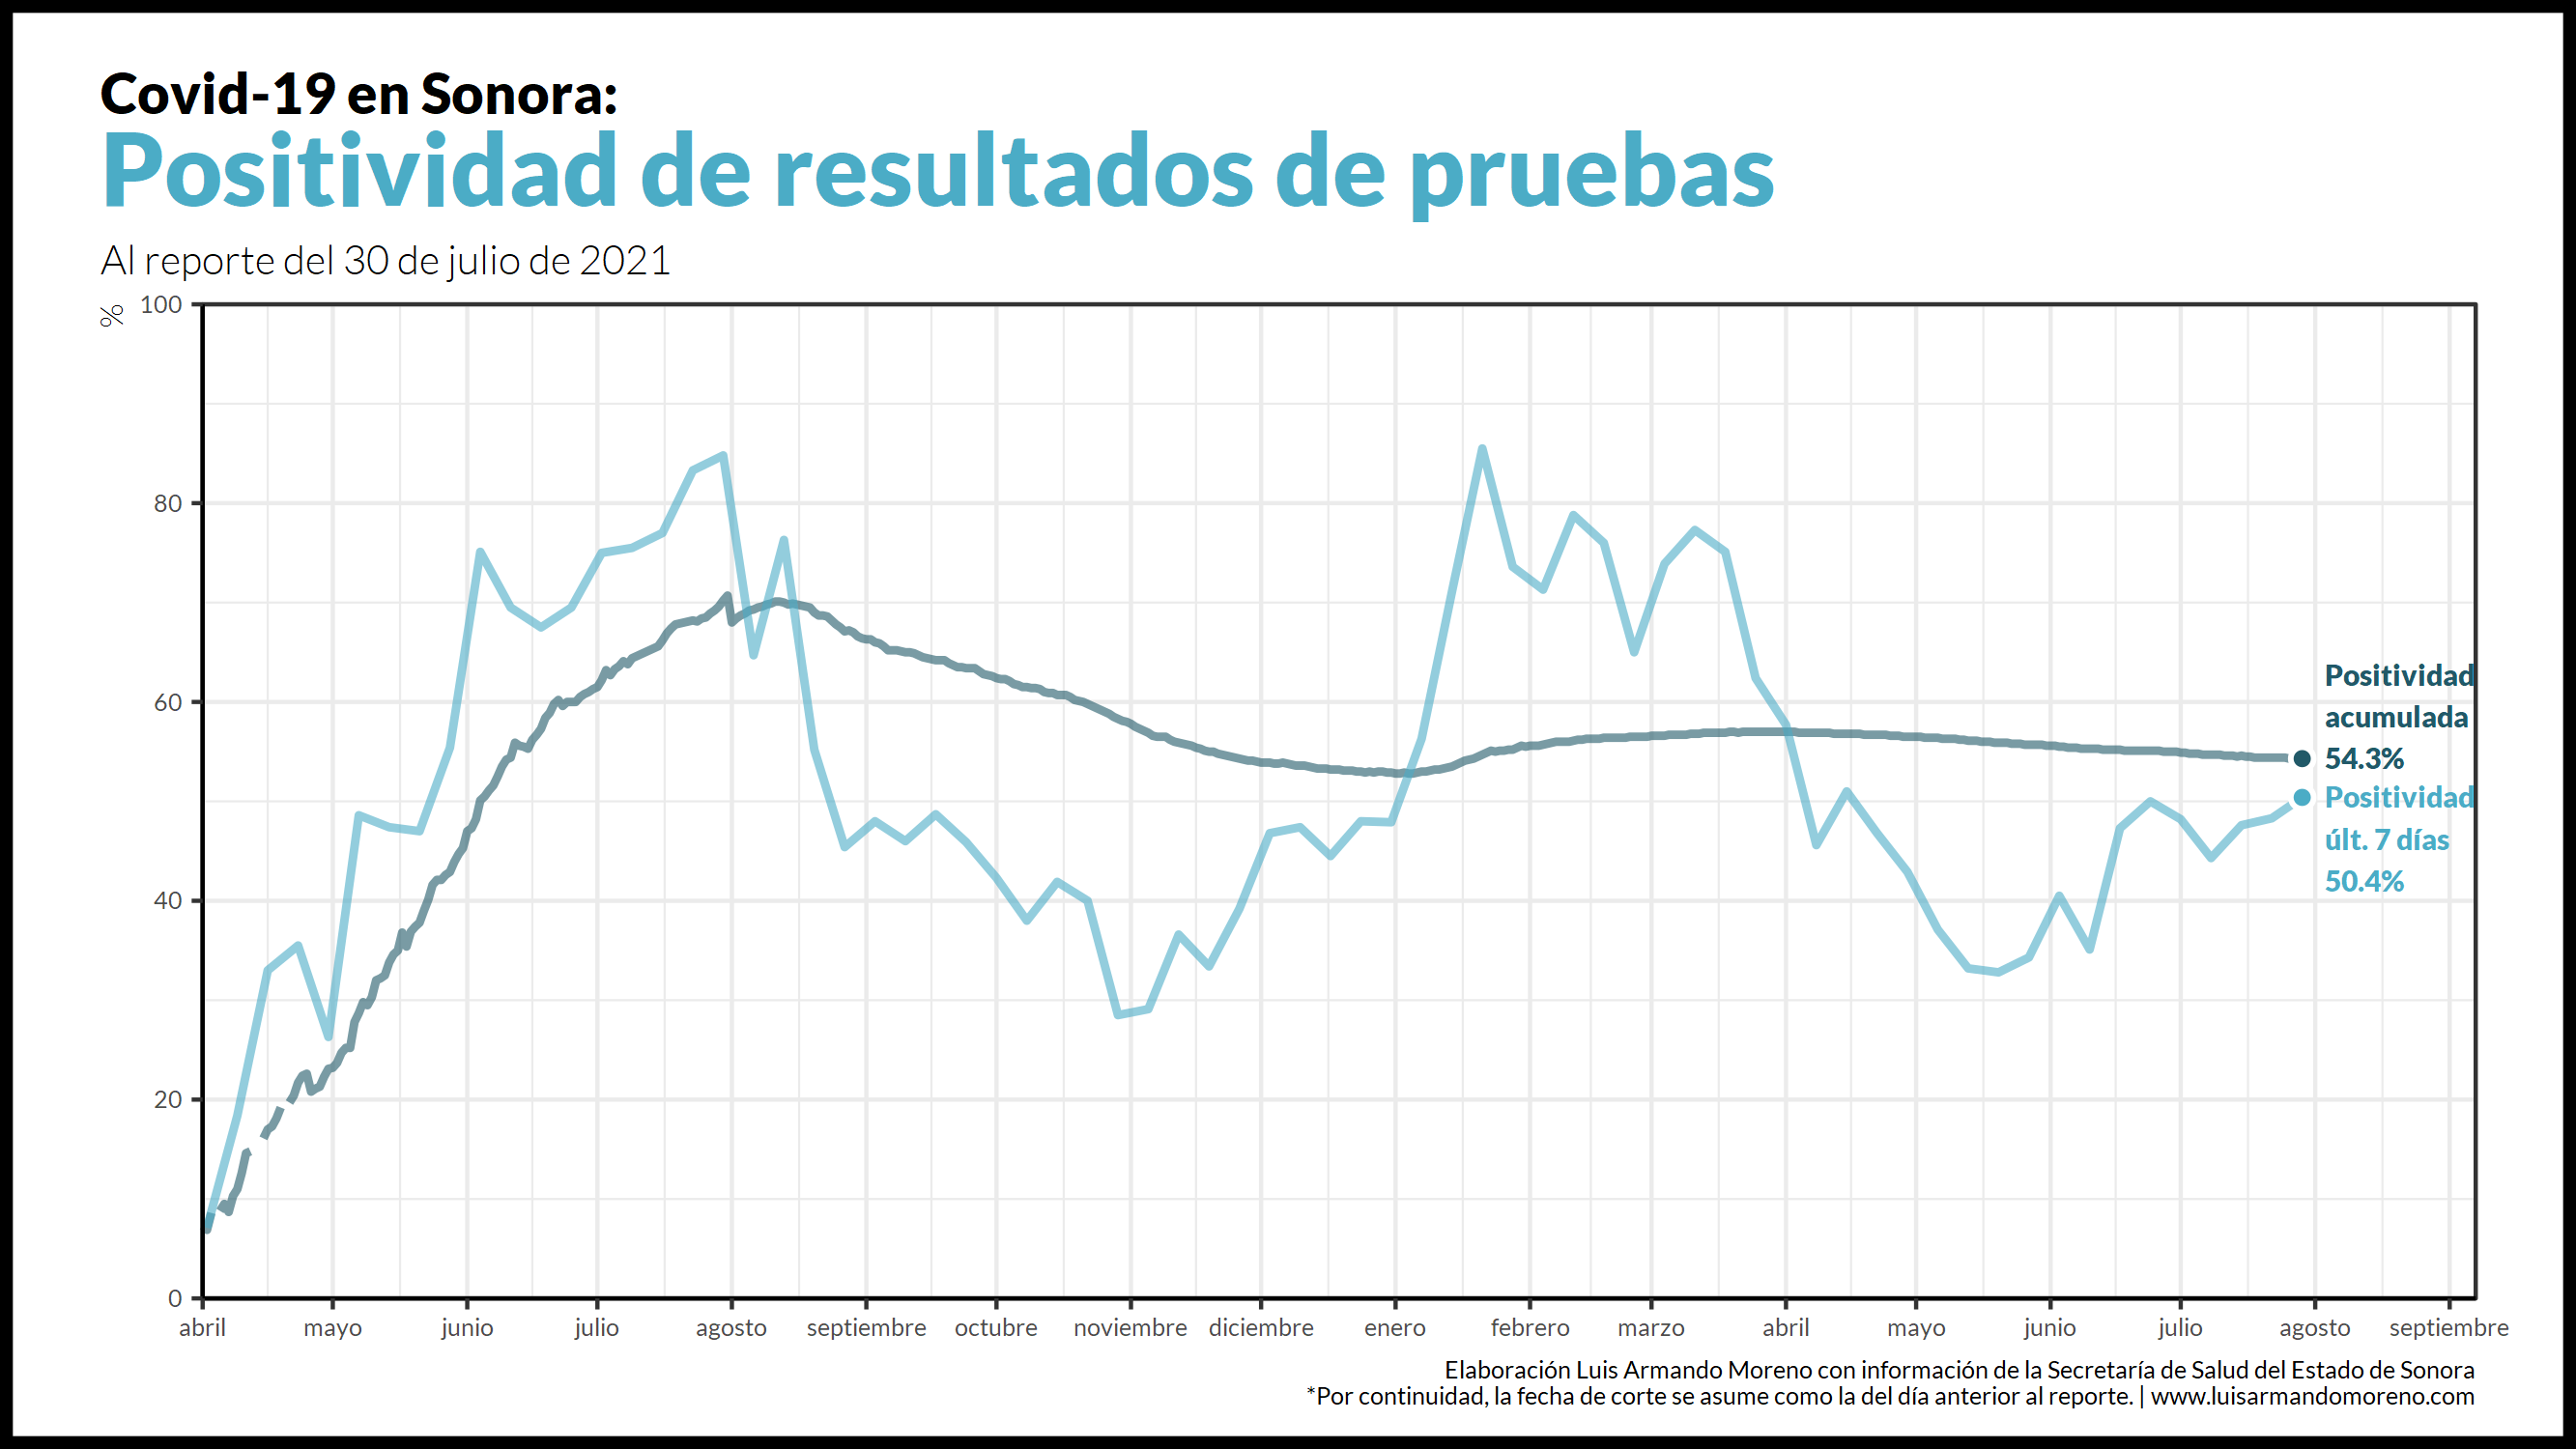 Covid-19 en Sonora:
Positividad de resultados de pruebas
Al reporte del 30 de julio de 2021
%
100
80
60
40
20
0
Positividad
acumulada
54.3%
Positividad
últ. 7 días
50.4%
abril mayo junio julio agosto septiembre octubre noviembre diciembre enero febrero marzo abril mayo junio julio agosto septiembre
Elaboración Luis Armando Moreno con información de la Secretaría de Salud del Estado de Sonora
*Por continuidad, la fecha de corte se asume como la del día anterior al reporte. | www.luisarmandomoreno.com